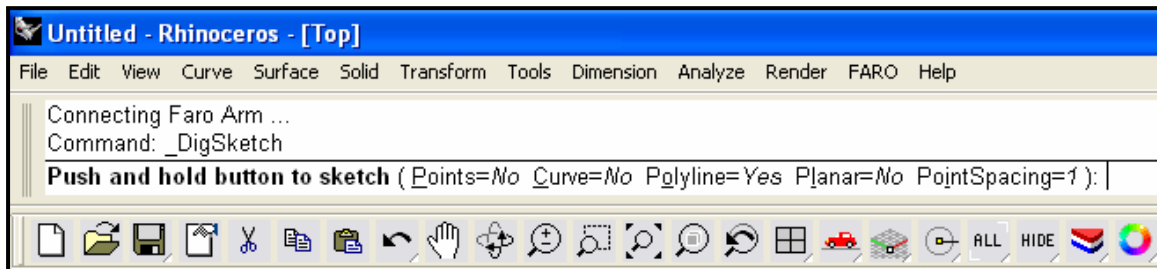 Untitled - Rhinoceros - [Top]
File Edit View Curve Surface Solid Transform Tools Dimension Analyze Render FARO Help
Connecting Faro Arm ...
Command: _DigSketch
Push and hold button to sketch ( Points=No Curve=No Polyline=Yes Planar=No PointSpacing=1 ):
ALL HIDE